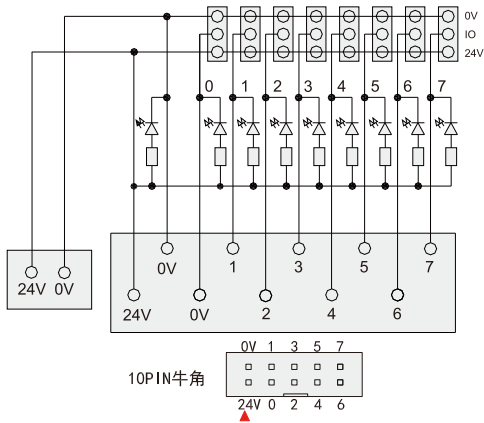 0V
IO
24V
0 1 2 3 4 5 6 7
0V 1 3 5 7
24V 0V
24V 0V 2 4 6
0V 1 3 5 7
10PIN牛角
24V 0 2 4 6